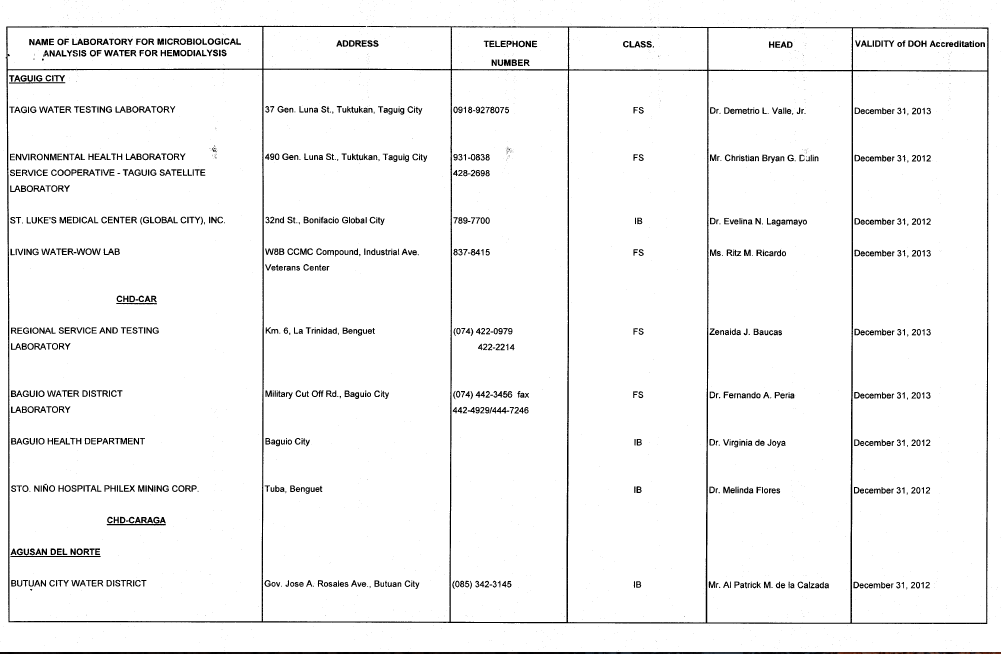 NAME OF LABORATORY FOR MICROBIOLOGICAL ANALYSIS OF WATER FOR HEMODIALYSIS ADDRESS TELEPHONE NUMBER CLASS. HEAD VALIDITY of DOH Accreditation
TAGUIG CITY
TAGIG WATER TESTING LABORATORY 37 Gen. Luna St., Tuktukan, Taguig City 0918-9278075 FS Dr. Demetrio L. Valle, Jr. December 31, 2013
ENVIRONMENTAL HEALTH LABORATORY 490 Gen. Luna St., Tuktukan, Taguig City 931-0838 FS Mr. Christian Bryan G. Dulin December 31, 2012
SERVICE COOPERATIVE - TAGUIG SATELLITE 428-2698
LABORATORY
ST. LUKE'S MEDICAL CENTER (GLOBAL CITY), INC. 32nd St., Bonifacio Global City 789-7700 IB Dr. Evelina N. Lagamayo December 31, 2012
LIVING WATER-WOW LAB W8B CCMC Compound, Industrial Ave. 837-8415 FS Ms. Ritz M. Ricardo December 31, 2013
Veterans Center
CHD-CAR
REGIONAL SERVICE AND TESTING Km. 6, La Trinidad, Benguet (074) 422-0979 FS Zenaida J. Baucas December 31, 2013
LABORATORY 422-2214
BAGUIO WATER DISTRICT Military Cut Off Rd., Baguio City (074) 442-3456 fax FS Dr. Fernando A. Peria December 31, 2013
LABORATORY 442-4929/444-7246
BAGUIO HEALTH DEPARTMENT Baguio City IB Dr. Virginia de Joya December 31, 2012
STO. NIÑO HOSPITAL PHILEX MINING CORP. Tuba, Benguet IB Dr. Melinda Flores December 31, 2012
CHD-CARAGA
AGUSAN DEL NORTE
BUTUAN CITY WATER DISTRICT Gov. Jose A. Rosales Ave., Butuan City (085) 342-3145 IB Mr. Al Patrick M. de la Calzada December 31, 2012